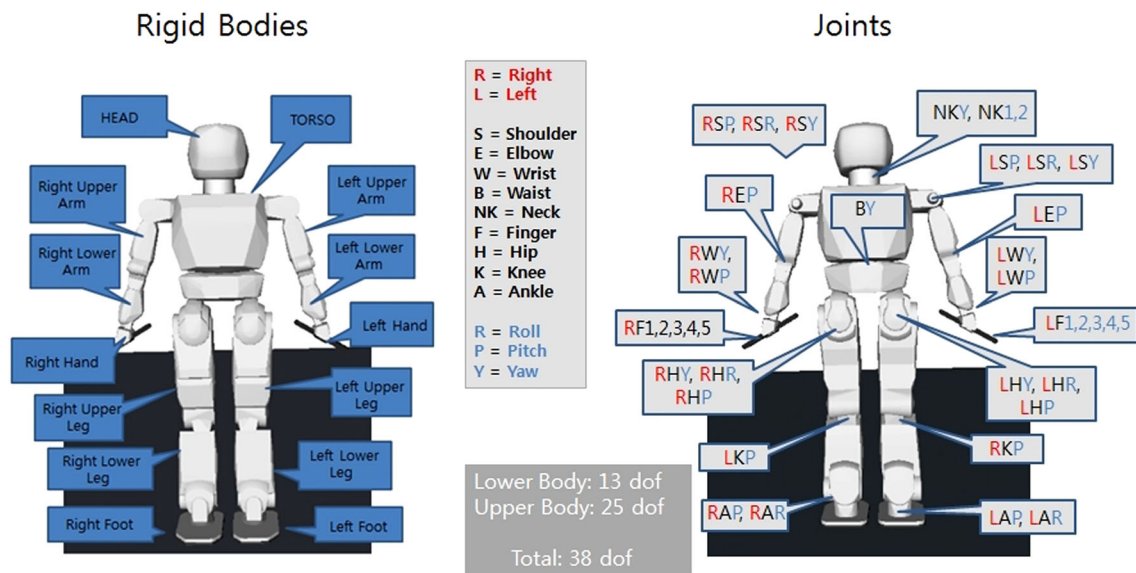 Rigid Bodies
HEAD
TORSO
Right Upper
Arm
Left Upper
Arm
Right Lower
Arm
Left Lower
Arm
Right Hand
Left Hand
Right Upper
Leg
Left Upper
Leg
Right Lower
Leg
Left Lower
Leg
Right Foot
Left Foot
R = Right
L = Left
S = Shoulder
E = Elbow
W = Wrist
B = Waist
NK = Neck
F = Finger
H = Hip
K = Knee
A = Ankle
R = Roll
P = Pitch
Y = Yaw
Lower Body: 13 dof
Upper Body: 25 dof
Total: 38 dof
Joints
RSP, RSR, RSY
NKY, NK1,2
LSP, LSR, LSY
REP
BY
LEP
RWY,
RWP
LWY,
LWP
RF1,2,3,4,5
LF1,2,3,4,5
RHY, RHR,
RHP
LHY, LHR,
LHP
LKP
RKP
RAP, RAR
LAP, LAR